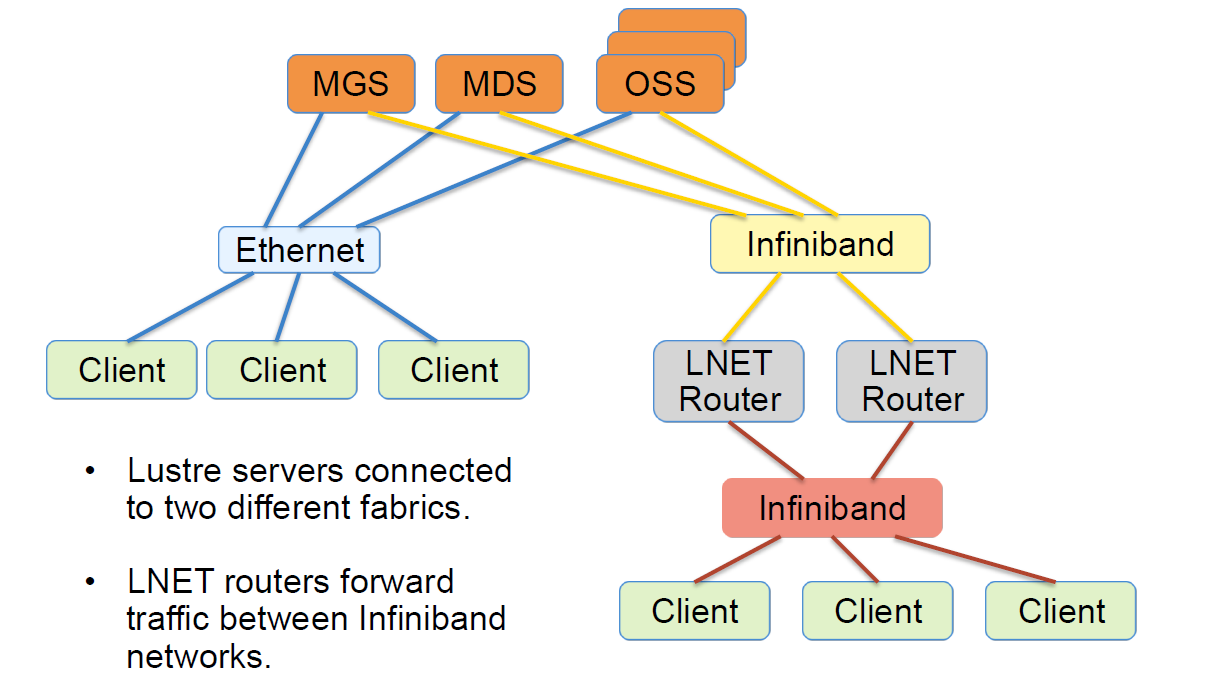 MGS
MDS
OSS
Ethernet
Infiniband
Client
Client
Client
LNET
Router
LNET
Router
• Lustre servers connected
to two different fabrics.
Infiniband
• LNET routers forward
traffic between Infiniband
networks.
Client
Client
Client